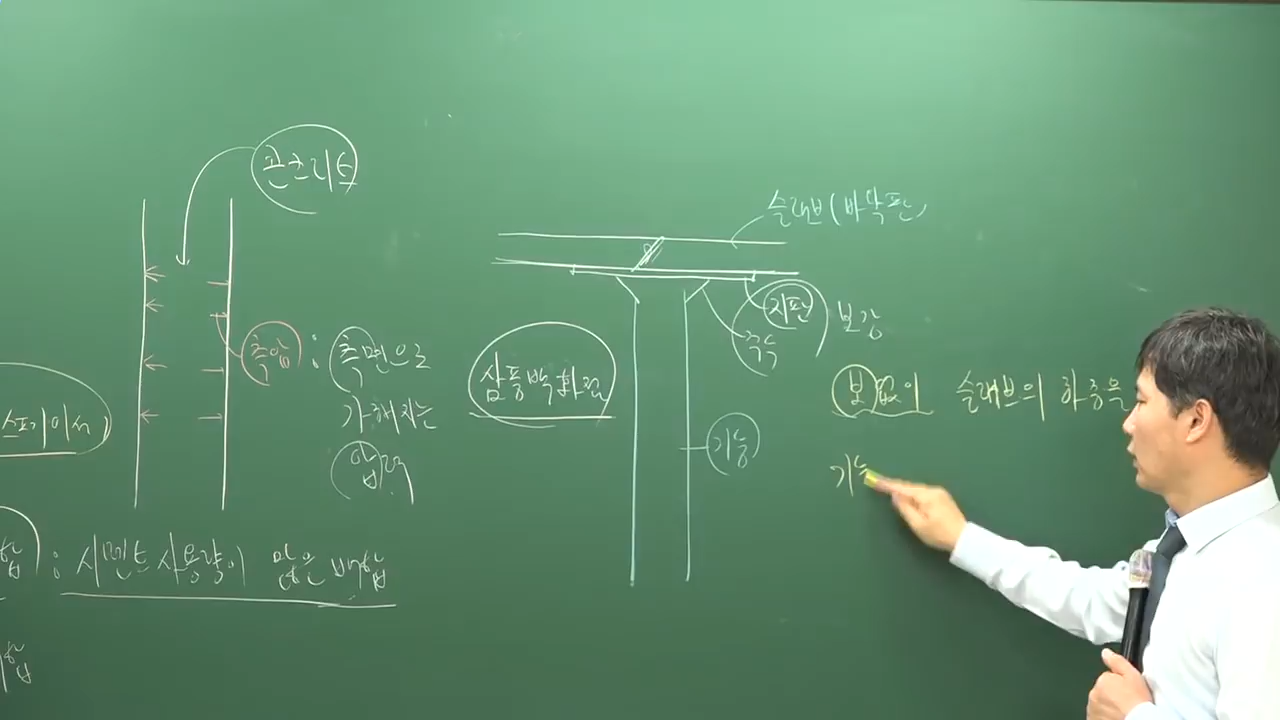 콘크리트
측압 : 측면으로
가해지는
압력
스페이서
: 시멘트 사용량이 많은 배합
슬래브(바닥판)
지판
주두
보강
삼풍백화점
기둥
보 없이 슬래브의 하중을
기두